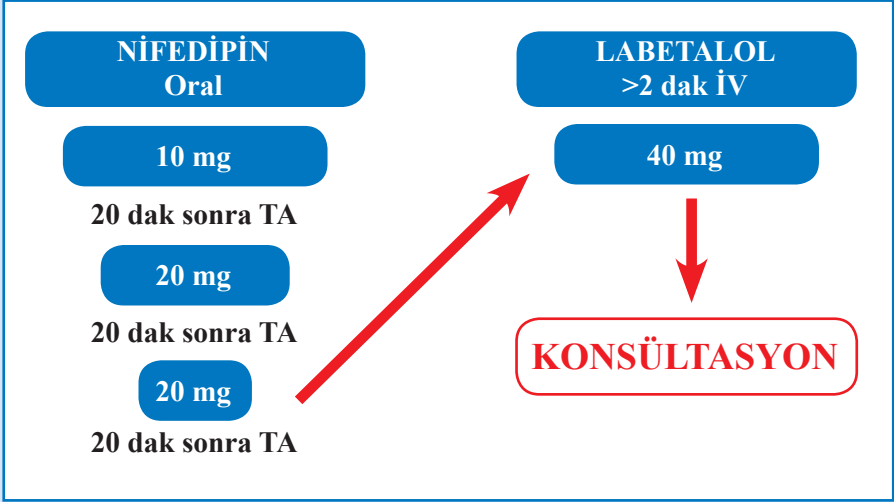 NİFEDİPİN
Oral
10 mg
20 dak sonra TA
20 mg
20 dak sonra TA
20 mg
20 dak sonra TA
LABETALOL
>2 dak İV
40 mg
KONSÜLTASYON